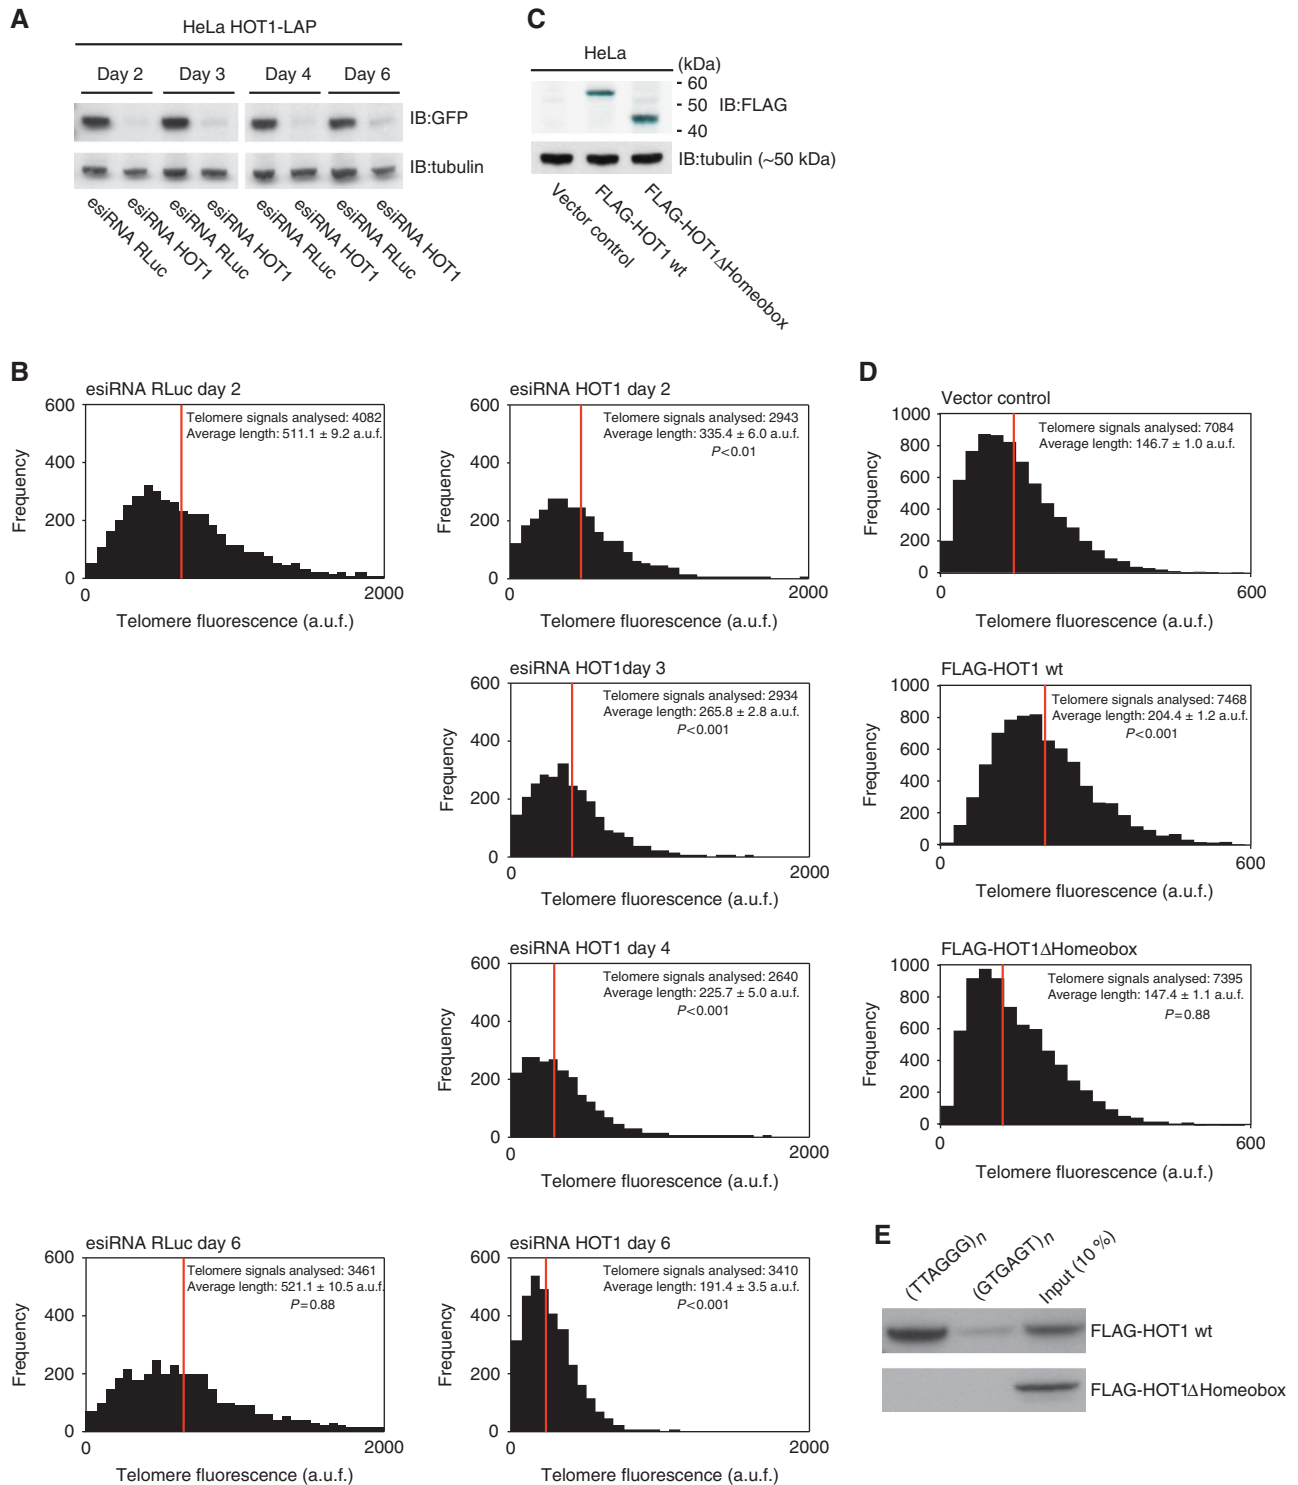 A
HeLa HOT1-LAP
Day 2 Day 3 Day 4 Day 6
IB:GFP
IB:tubulin
esiRNA RLuc
esiRNA HOT1
esiRNA RLuc
esiRNA HOT1
esiRNA RLuc
esiRNA HOT1
esiRNA RLuc
esiRNA HOT1
C
HeLa
(kDa)
- 60
- 50 IB:FLAG
- 40
IB:tubulin (~50 kDa)
Vector control
FLAG-HOT1 wt
FLAG-HOT1ΔHomeobox
B
esiRNA RLuc day 2
Telomere signals analysed: 4082
Average length: 511.1 ± 9.2 a.u.f.
600
400
200
0
0 2000
Frequency
Telomere fluorescence (a.u.f.)
esiRNA HOT1 day 2
Telomere signals analysed: 2943
Average length: 335.4 ± 6.0 a.u.f.
P<0.01
600
400
200
0
0 2000
Frequency
Telomere fluorescence (a.u.f.)
esiRNA HOT1day 3
Telomere signals analysed: 2934
Average length: 265.8 ± 2.8 a.u.f.
P<0.001
600
400
200
0
0 2000
Frequency
Telomere fluorescence (a.u.f.)
esiRNA HOT1 day 4
Telomere signals analysed: 2640
Average length: 225.7 ± 5.0 a.u.f.
P<0.001
600
400
200
0
0 2000
Frequency
Telomere fluorescence (a.u.f.)
esiRNA RLuc day 6
Telomere signals analysed: 3461
Average length: 521.1 ± 10.5 a.u.f.
P=0.88
600
400
200
0
0 2000
Frequency
Telomere fluorescence (a.u.f.)
esiRNA HOT1 day 6
Telomere signals analysed: 3410
Average length: 191.4 ± 3.5 a.u.f.
P<0.001
600
400
200
0
0 2000
Frequency
Telomere fluorescence (a.u.f.)
D
Vector control
Telomere signals analysed: 7084
Average length: 146.7 ± 1.0 a.u.f.
1000
800
600
400
200
0
0 600
Frequency
Telomere fluorescence (a.u.f.)
FLAG-HOT1 wt
Telomere signals analysed: 7468
Average length: 204.4 ± 1.2 a.u.f.
P<0.001
1000
800
600
400
200
0
0 600
Frequency
Telomere fluorescence (a.u.f.)
FLAG-HOT1ΔHomeobox
Telomere signals analysed: 7395
Average length: 147.4 ± 1.1 a.u.f.
P=0.88
1000
800
600
400
200
0
0 600
Frequency
Telomere fluorescence (a.u.f.)
E
(TTAGGG)n
(GTGAGT)n
Input (10 %)
FLAG-HOT1 wt
FLAG-HOT1ΔHomeobox